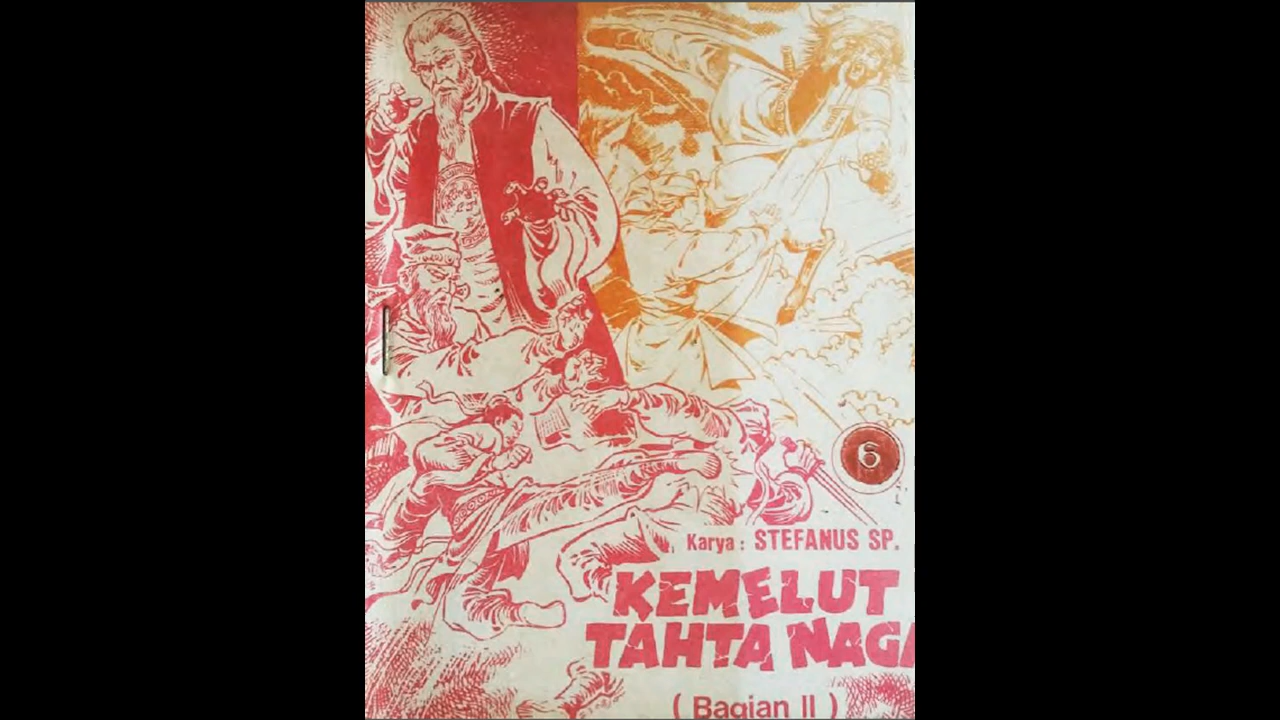 6
Karya : STEFANUS SP.
KEMELUT
TAHTA NAGA
( Bagian II )